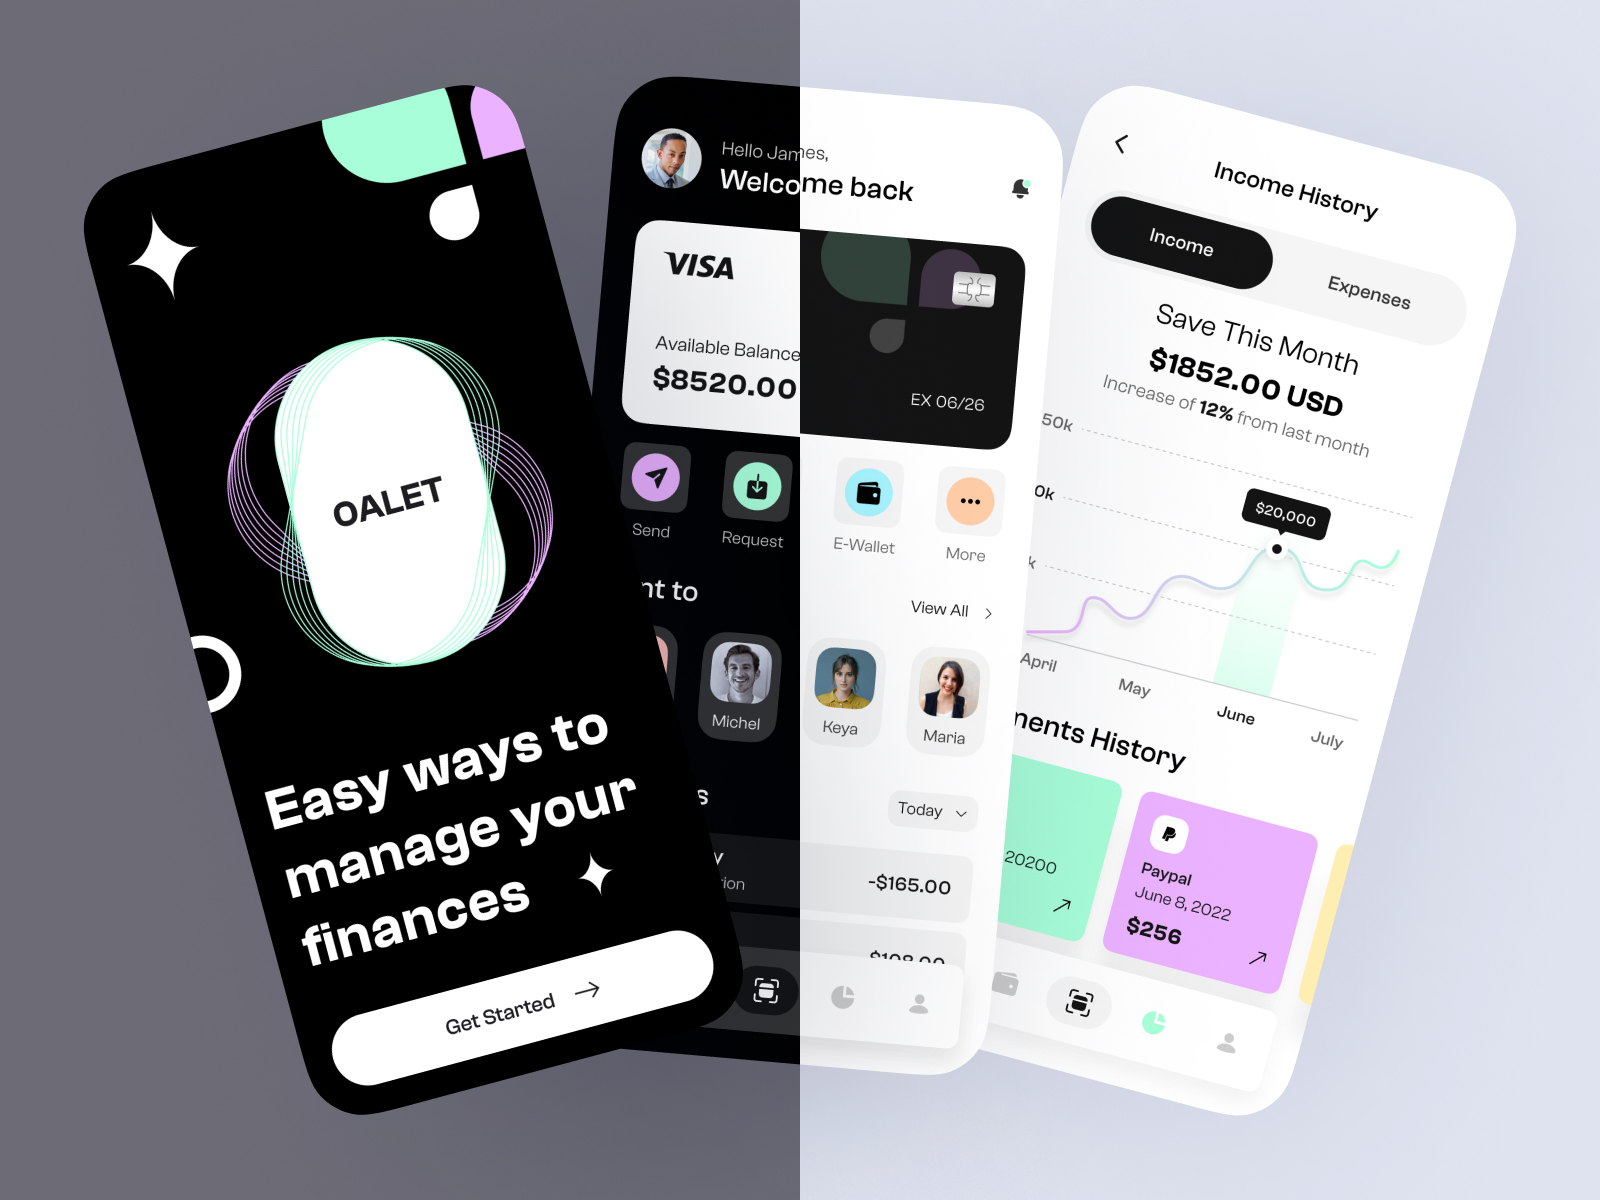 OALET
Easy ways to
manage your
finances
Get Started
Hello James,
Welcome back
VISA
Available Balance
$8520.00
EX 06/26
Send
Request
E-Wallet
More
nt to
View All
Michel
Keya
Maria
s
Today
y
ion
-$165.00
Income History
Income
Expenses
Save This Month
$1852.00 USD
Increase of 12% from last month
50k
0k
k
$20,000
April
May
June
July
ments History
20200
Paypal
June 8, 2022
$256